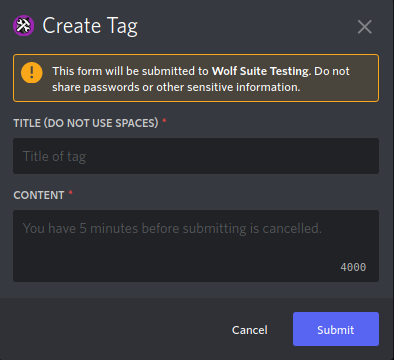 Create Tag
This form will be submitted to Wolf Suite Testing. Do not
share passwords or other sensitive information.
TITLE (DO NOT USE SPACES) *
Title of tag
CONTENT *
You have 5 minutes before submitting is cancelled.
4000
Cancel
Submit